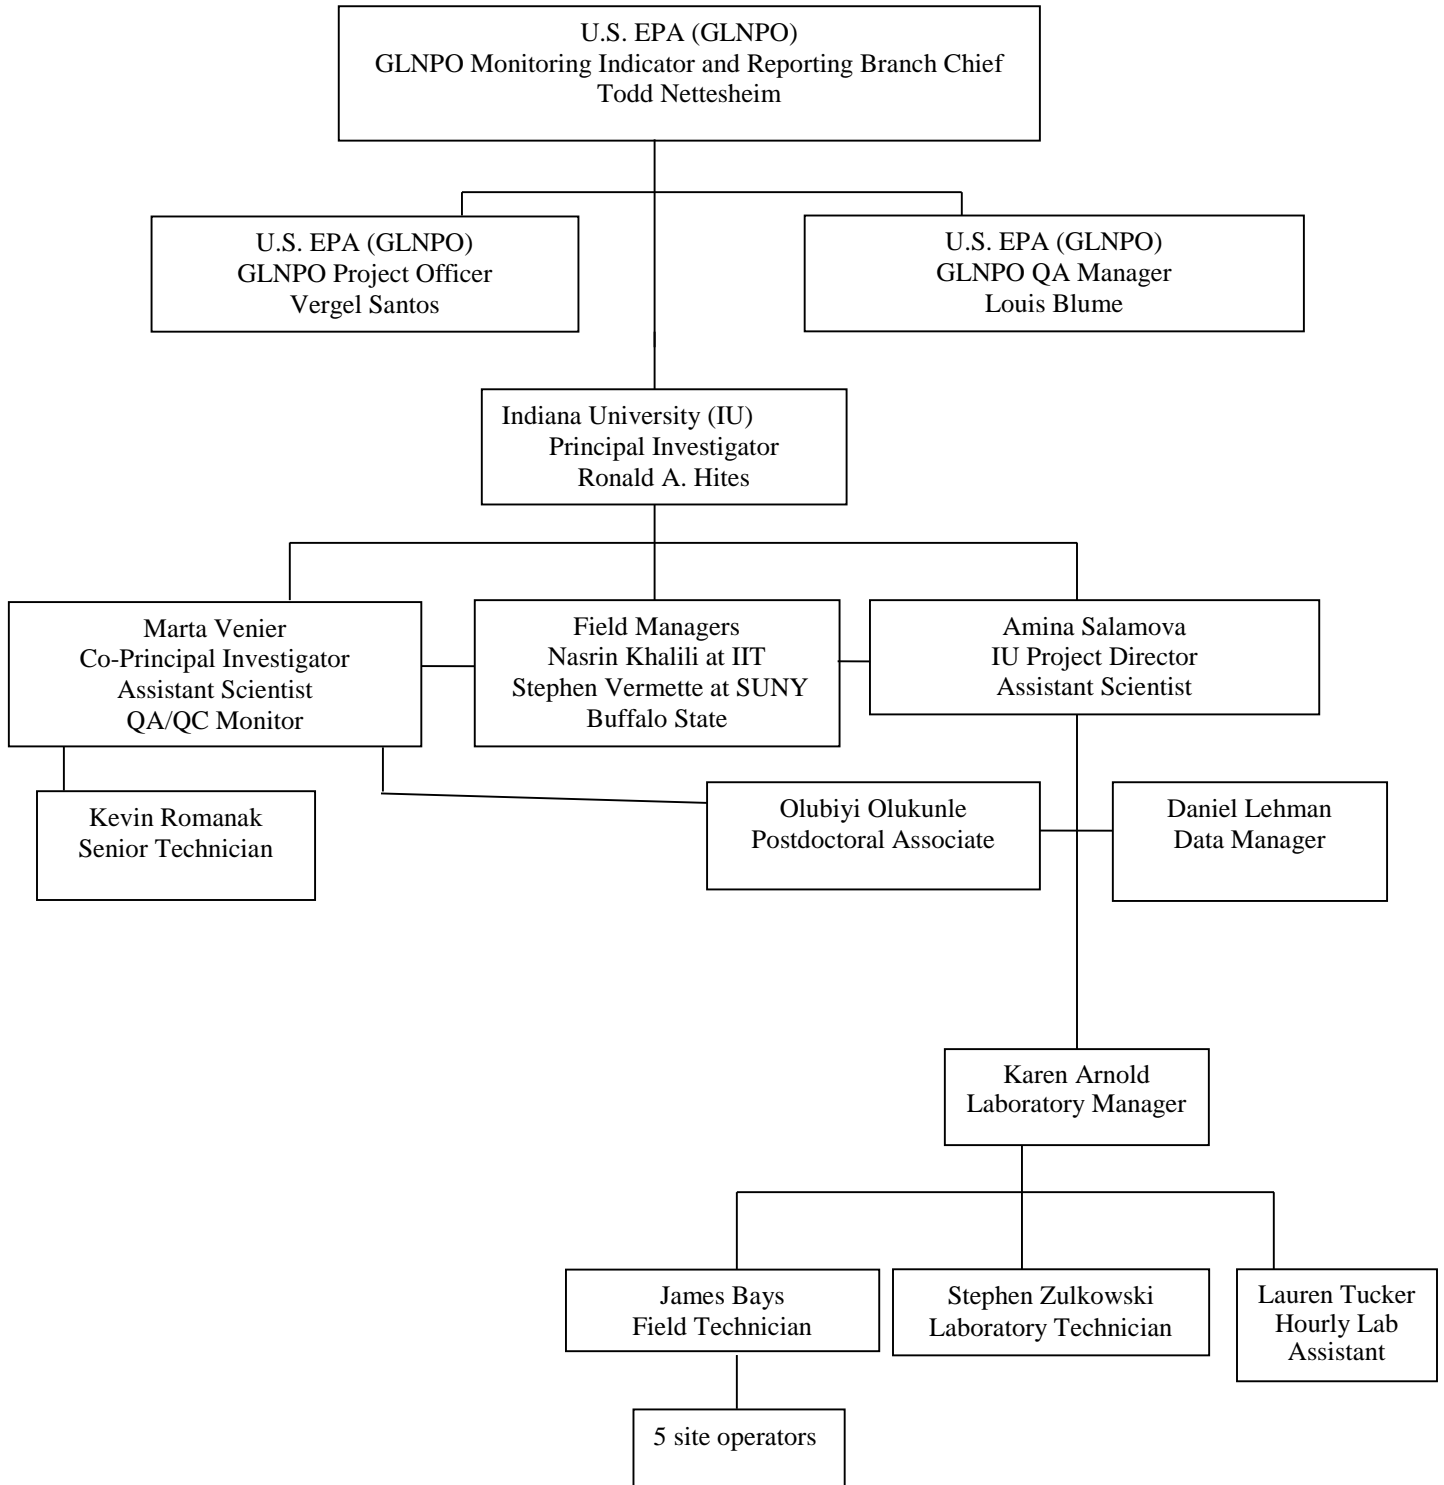 U.S. EPA (GLNPO)
GLNPO Monitoring Indicator and Reporting Branch Chief
Todd Nettesheim
U.S. EPA (GLNPO)
GLNPO Project Officer
Vergel Santos
U.S. EPA (GLNPO)
GLNPO QA Manager
Louis Blume
Indiana University (IU)
Principal Investigator
Ronald A. Hites
Marta Venier
Co-Principal Investigator
Assistant Scientist
QA/QC Monitor
Field Managers
Nasrin Khalili at IIT
Stephen Vermette at SUNY
Buffalo State
Amina Salamova
IU Project Director
Assistant Scientist
Kevin Romanak
Senior Technician
Olubiyi Olukunle
Postdoctoral Associate
Daniel Lehman
Data Manager
Karen Arnold
Laboratory Manager
James Bays
Field Technician
Stephen Zulkowski
Laboratory Technician
Lauren Tucker
Hourly Lab
Assistant
5 site operators